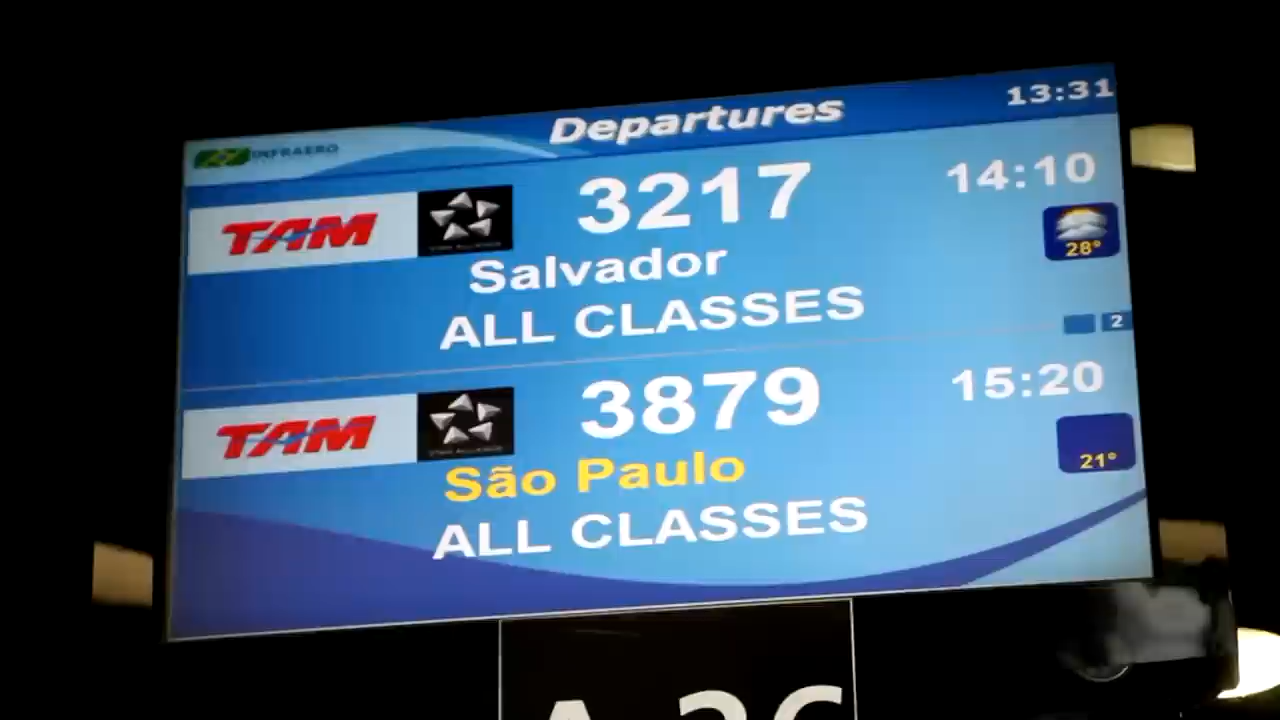 INFRAERO
Departures
13:31
TAM
3217
14:10
Salvador
28°
ALL CLASSES
2
TAM
3879
15:20
São Paulo
21°
ALL CLASSES